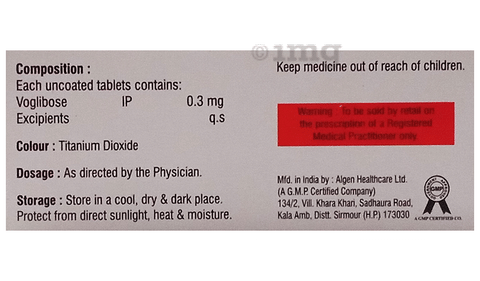 1mg
Composition :
Each uncoated tablets contains:
Voglibose IP 0.3 mg
Excipients q.s
Colour : Titanium Dioxide
Dosage : As directed by the Physician.
Storage : Store in a cool, dry & dark place.
Protect from direct sunlight, heat & moisture.
Keep medicine out of reach of children.
Warning : To be sold by retail on
the prescription of a Registered
Medical Practitioner only
Mfd. in India by : Algen Healthcare Ltd.
(A G.M.P. Certified Company)
134/2, Vill. Khara Khari, Sadhaura Road,
Kala Amb, Distt. Sirmour (H.P.) 173030
GMP
A GMP CERTIFIED CO.